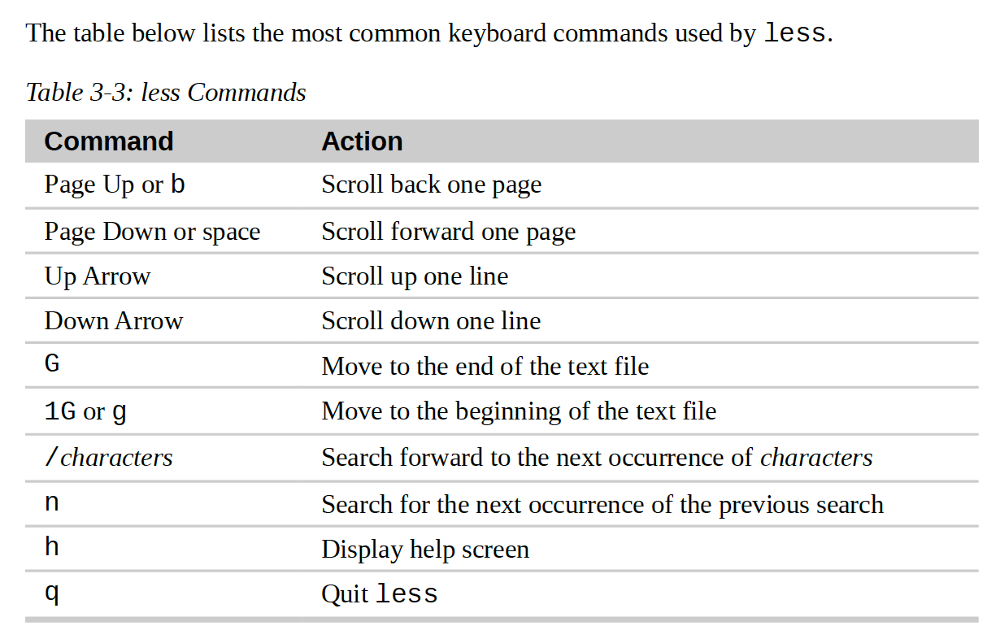 The table below lists the most common keyboard commands used by less.
Table 3-3: less Commands
Command Action
Page Up or b Scroll back one page
Page Down or space Scroll forward one page
Up Arrow Scroll up one line
Down Arrow Scroll down one line
G Move to the end of the text file
1G or g Move to the beginning of the text file
/characters Search forward to the next occurrence of characters
n Search for the next occurrence of the previous search
h Display help screen
q Quit less